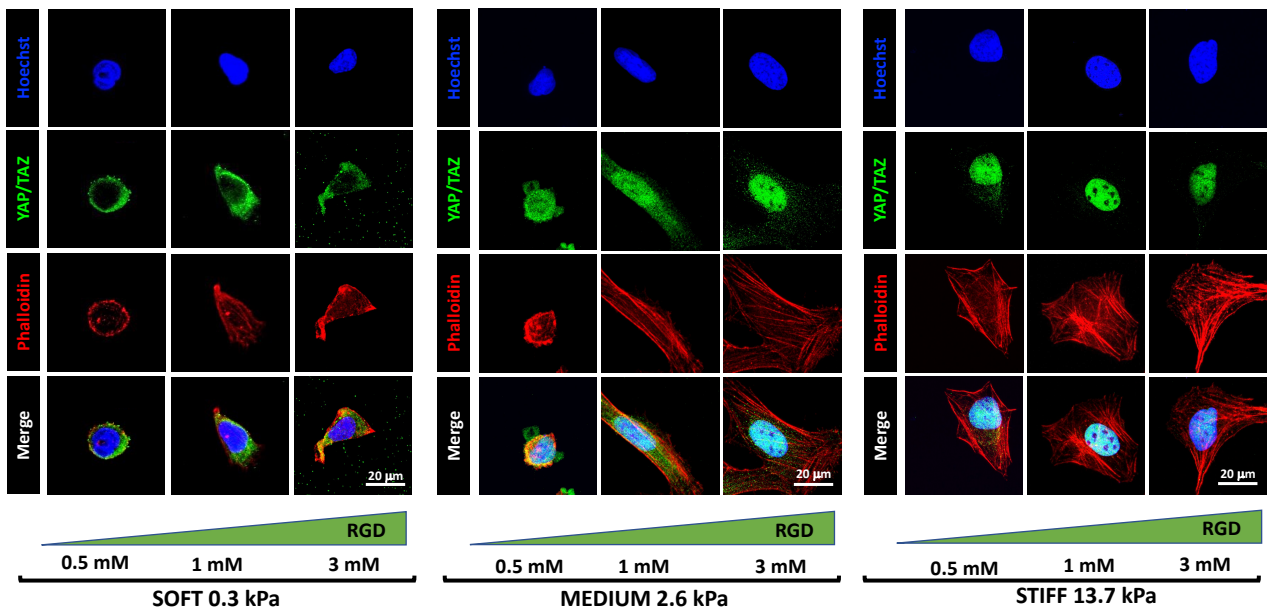 Hoechst
YAP/TAZ
Phalloidin
Merge
20 μm
RGD
0.5 mM 1 mM 3 mM
SOFT 0.3 kPa
Hoechst
YAP/TAZ
Phalloidin
Merge
20 μm
RGD
0.5 mM 1 mM 3 mM
MEDIUM 2.6 kPa
Hoechst
YAP/TAZ
Phalloidin
Merge
20 μm
RGD
0.5 mM 1 mM 3 mM
STIFF 13.7 kPa